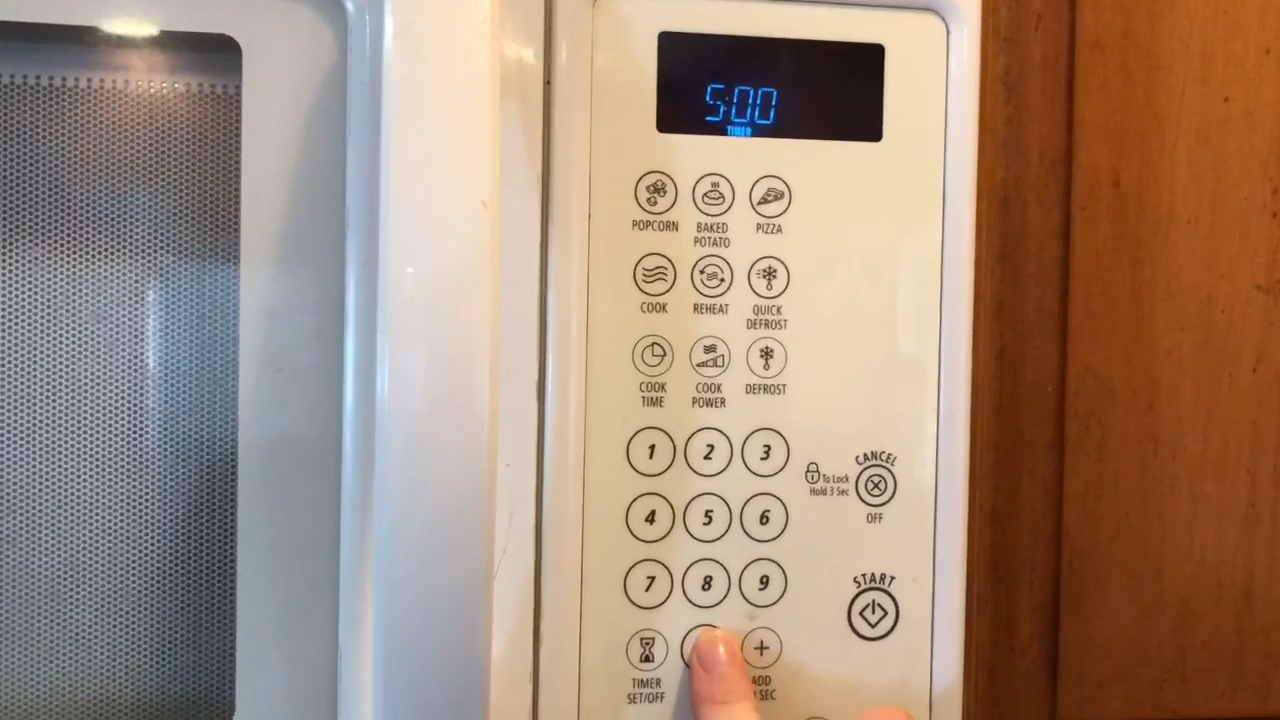 5:00
TIMER
POPCORN
BAKED
POTATO
PIZZA
COOK
REHEAT
QUICK
DEFROST
COOK
TIME
COOK
POWER
DEFROST
1 2 3
4 5 6
7 8 9
CANCEL
To Lock
Hold 3 Sec
OFF
START
TIMER
SET/OFF
ADD
SEC